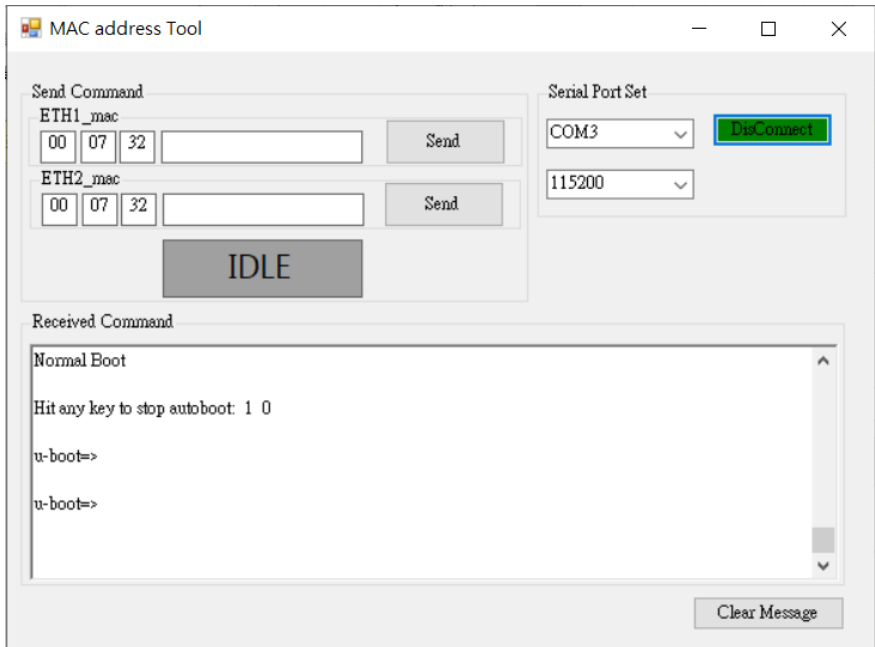 MAC address Tool
Send Command
ETH1_mac
00 07 32
Send
ETH2_mac
00 07 32
Send
IDLE
Serial Port Set
COM3
DisConnect
115200
Received Command
Normal Boot
Hit any key to stop autoboot: 1 0
u-boot=>
u-boot=>
Clear Message